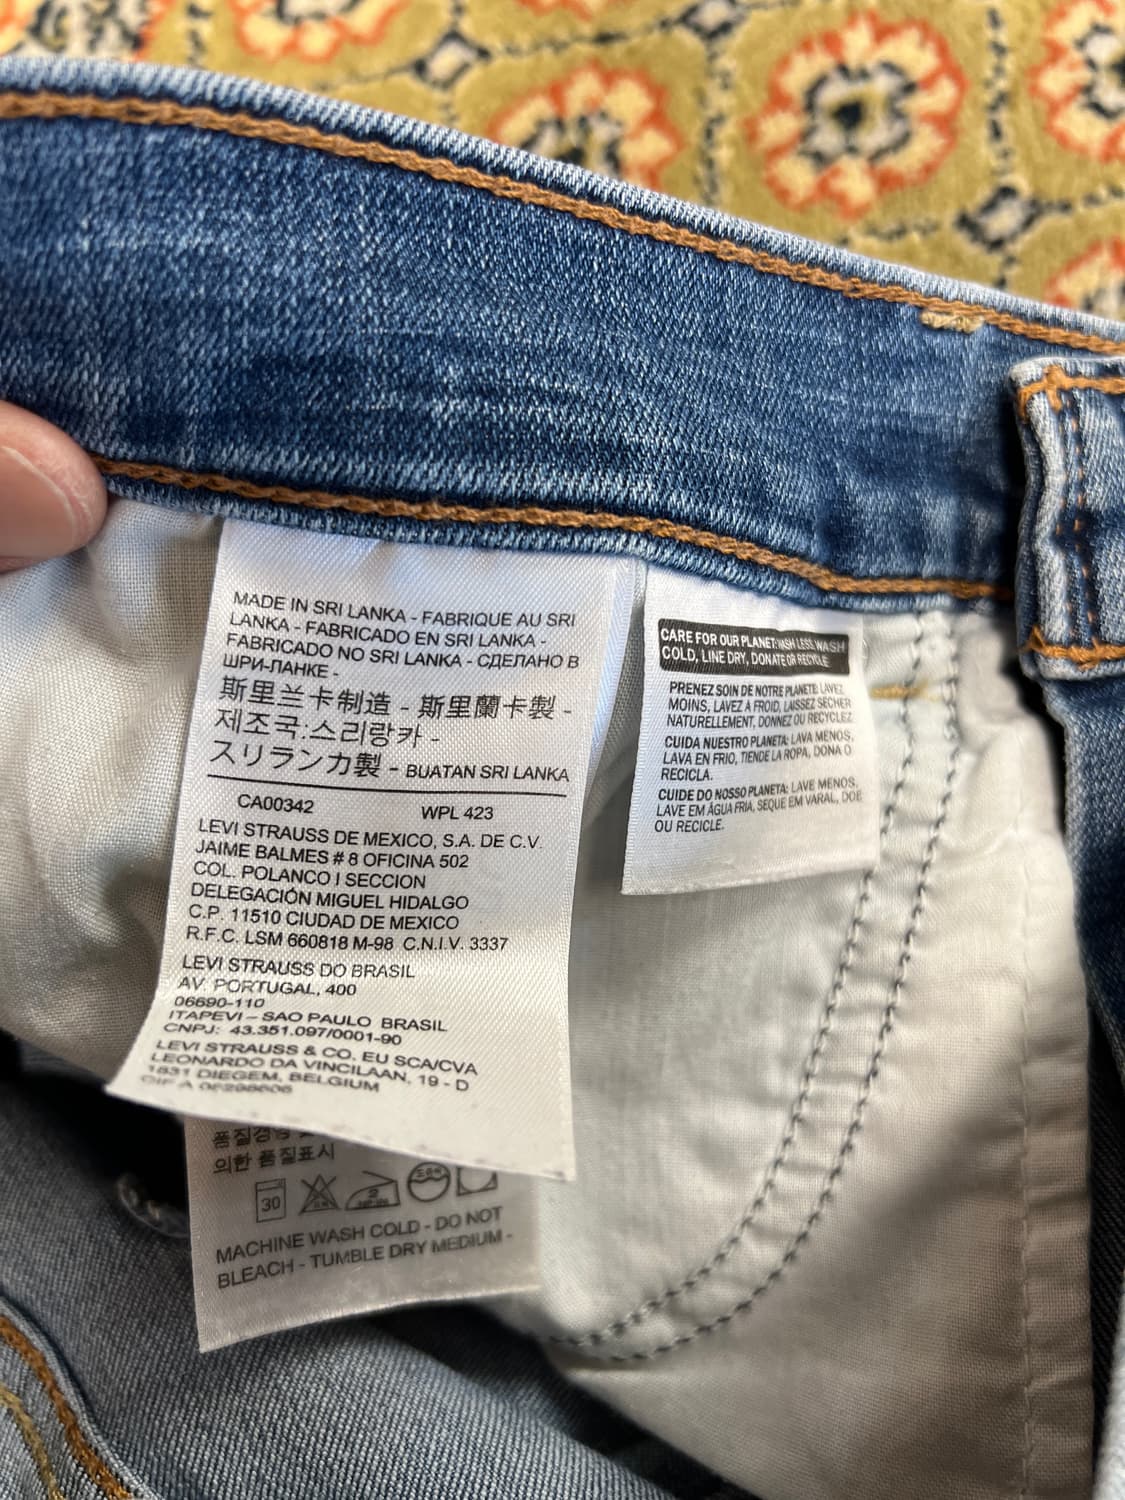 MADE IN SRI LANKA - FABRIQUE AU SRI
LANKA - FABRICADO EN SRI LANKA -
FABRICADO NO SRI LANKA - СДЕЛАНО В
ШРИ-ЛАНКЕ -
斯里兰卡制造 - 斯里蘭卡製 -
제조국:스리랑카 -
スリランカ製 - BUATAN SRI LANKA
CA00342 WPL 423
LEVI STRAUSS DE MEXICO, S.A. DE C.V.
JAIME BALMES # 8 OFICINA 502
COL. POLANCO I SECCION
DELEGACIÓN MIGUEL HIDALGO
C.P. 11510 CIUDAD DE MEXICO
R.F.C. LSM 660818 M-98 C.N.I.V. 3337
LEVI STRAUSS DO BRASIL
AV. PORTUGAL, 400
06690-110
ITAPEVI – SAO PAULO BRASIL
CNPJ: 43.351.097/0001-90
LEVI STRAUSS & CO. EU SCA/CVA
LEONARDO DA VINCILAAN, 19 - D
1831 DIEGEM, BELGIUM
CIF A 08298606
품질경영
의한 품질표시
30
MACHINE WASH COLD - DO NOT
BLEACH - TUMBLE DRY MEDIUM -
CARE FOR OUR PLANET: WASH LESS, WASH
COLD, LINE DRY, DONATE OR RECYCLE
PRENEZ SOIN DE NOTRE PLANETE: LAVEZ
MOINS, LAVEZ À FROID, LAISSEZ SÉCHER
NATURELLEMENT, DONNEZ OU RECYCLEZ
CUIDA NUESTRO PLANETA: LAVA MENOS,
LAVA EN FRIO, TIENDE LA ROPA, DONA O
RECICLA.
CUIDE DO NOSSO PLANETA: LAVE MENOS,
LAVE EM ÁGUA FRIA, SEQUE EM VARAL, DOE
OU RECICLE.